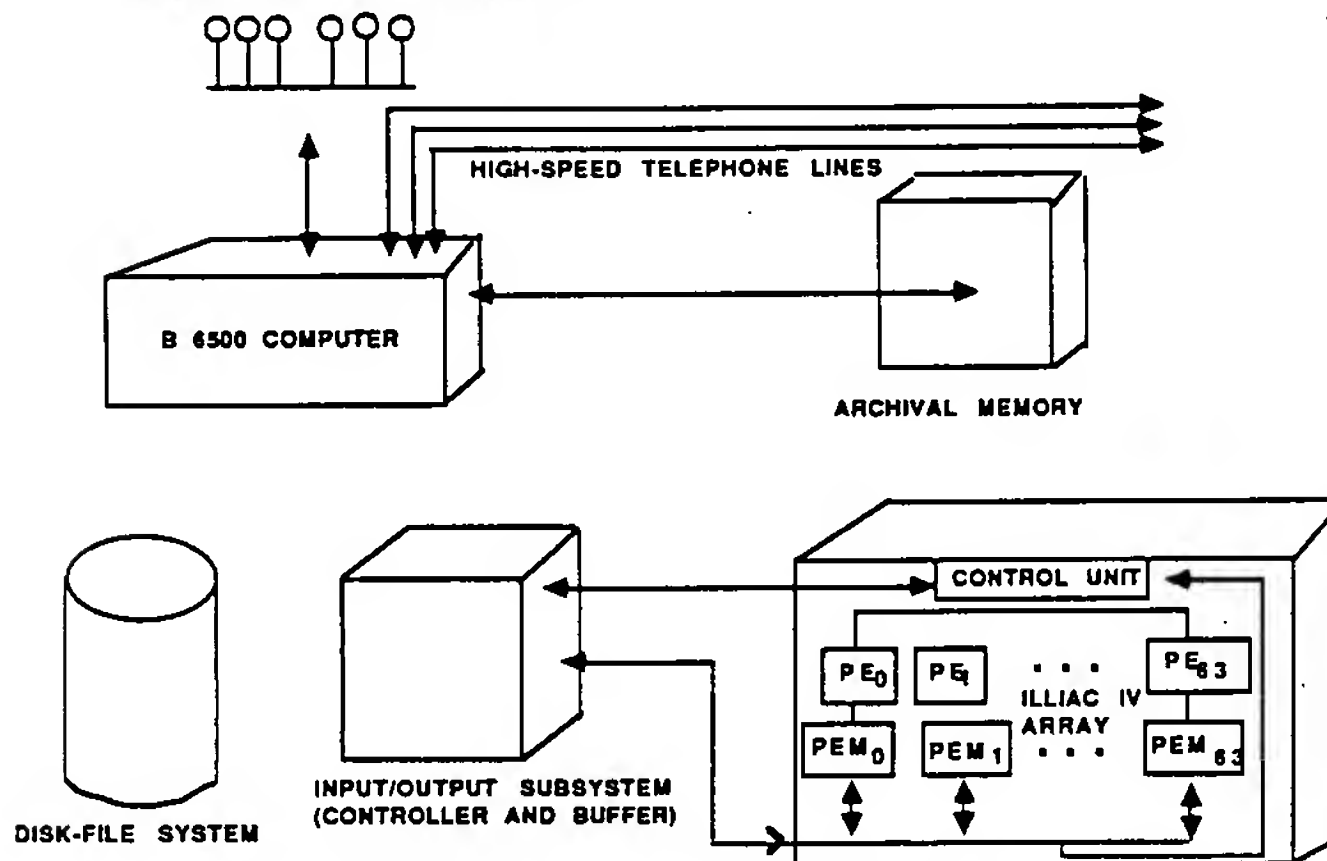 HIGH-SPEED TELEPHONE LINES
B 6500 COMPUTER
ARCHIVAL MEMORY
CONTROL UNIT
PE0
PE1
PE63
ILLIAC IV
ARRAY
PEM0
PEM1
PEM63
INPUT/OUTPUT SUBSYSTEM
(CONTROLLER AND BUFFER)
DISK-FILE SYSTEM